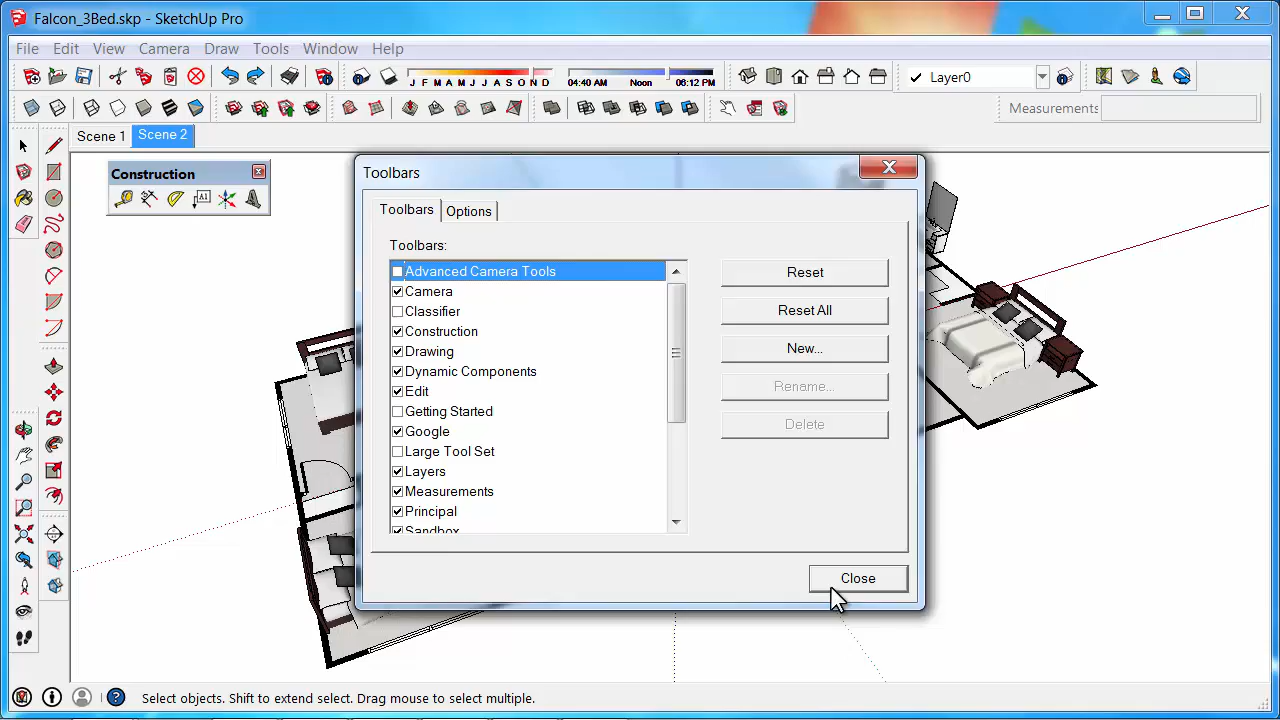 Falcon_3Bed.skp - SketchUp Pro
File Edit View Camera Draw Tools Window Help
J F M A M J J A S O N D
04:40 AM Noon 06:12 PM
Layer0
Measurements
Scene 1 Scene 2
Construction
A1
Toolbars
Toolbars Options
Toolbars:
Advanced Camera Tools
Camera
Classifier
Construction
Drawing
Dynamic Components
Edit
Getting Started
Google
Large Tool Set
Layers
Measurements
Principal
Sandbox
Reset
Reset All
New...
Rename...
Delete
Close
Select objects. Shift to extend select. Drag mouse to select multiple.